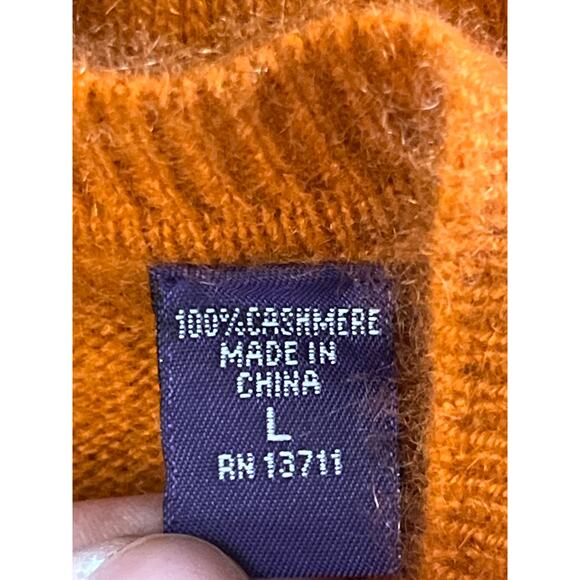 100%CASHMERE
MADE IN
CHINA
L
RN 13711